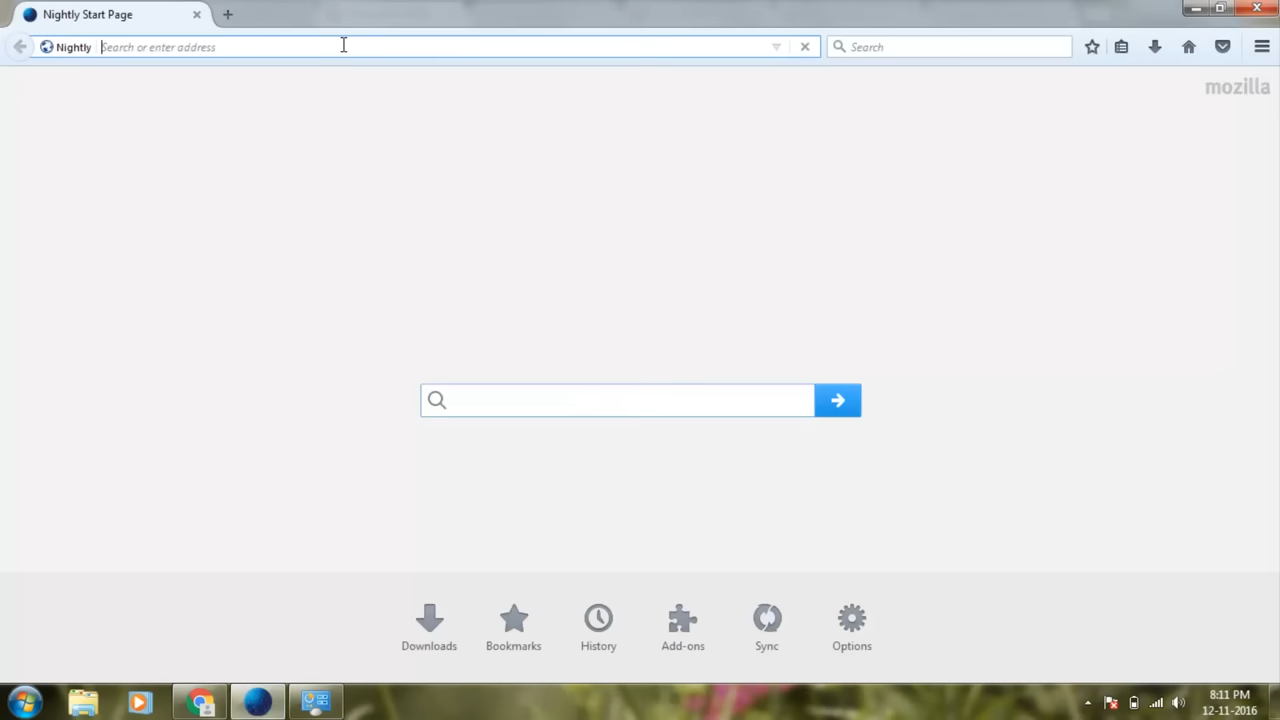 Nightly Start Page
Nightly Search or enter address
Search
mozilla
Downloads Bookmarks History Add-ons Sync Options
8:11 PM
12-11-2016